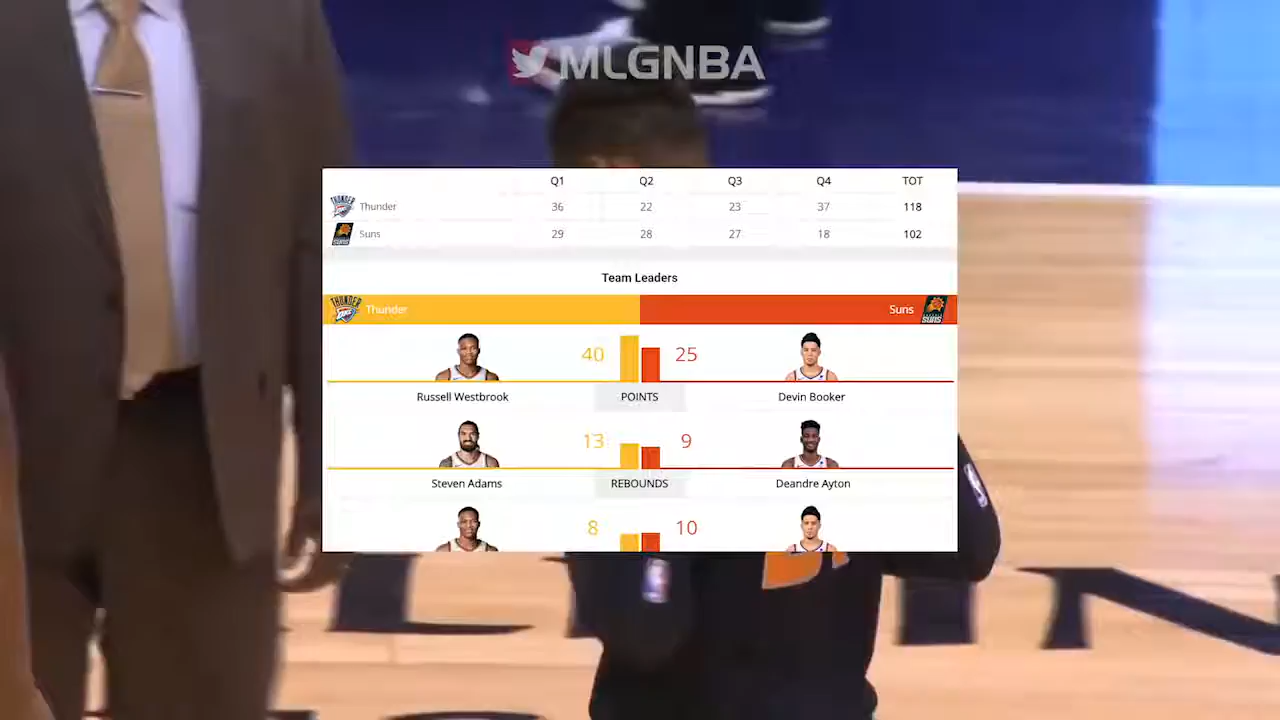 MLGNBA
Q1 Q2 Q3 Q4 TOT
Thunder 36 22 23 37 118
Suns 29 28 27 18 102
Team Leaders
THUNDER Thunder Suns SUNS
40 25
Russell Westbrook POINTS Devin Booker
13 9
Steven Adams REBOUNDS Deandre Ayton
8 10